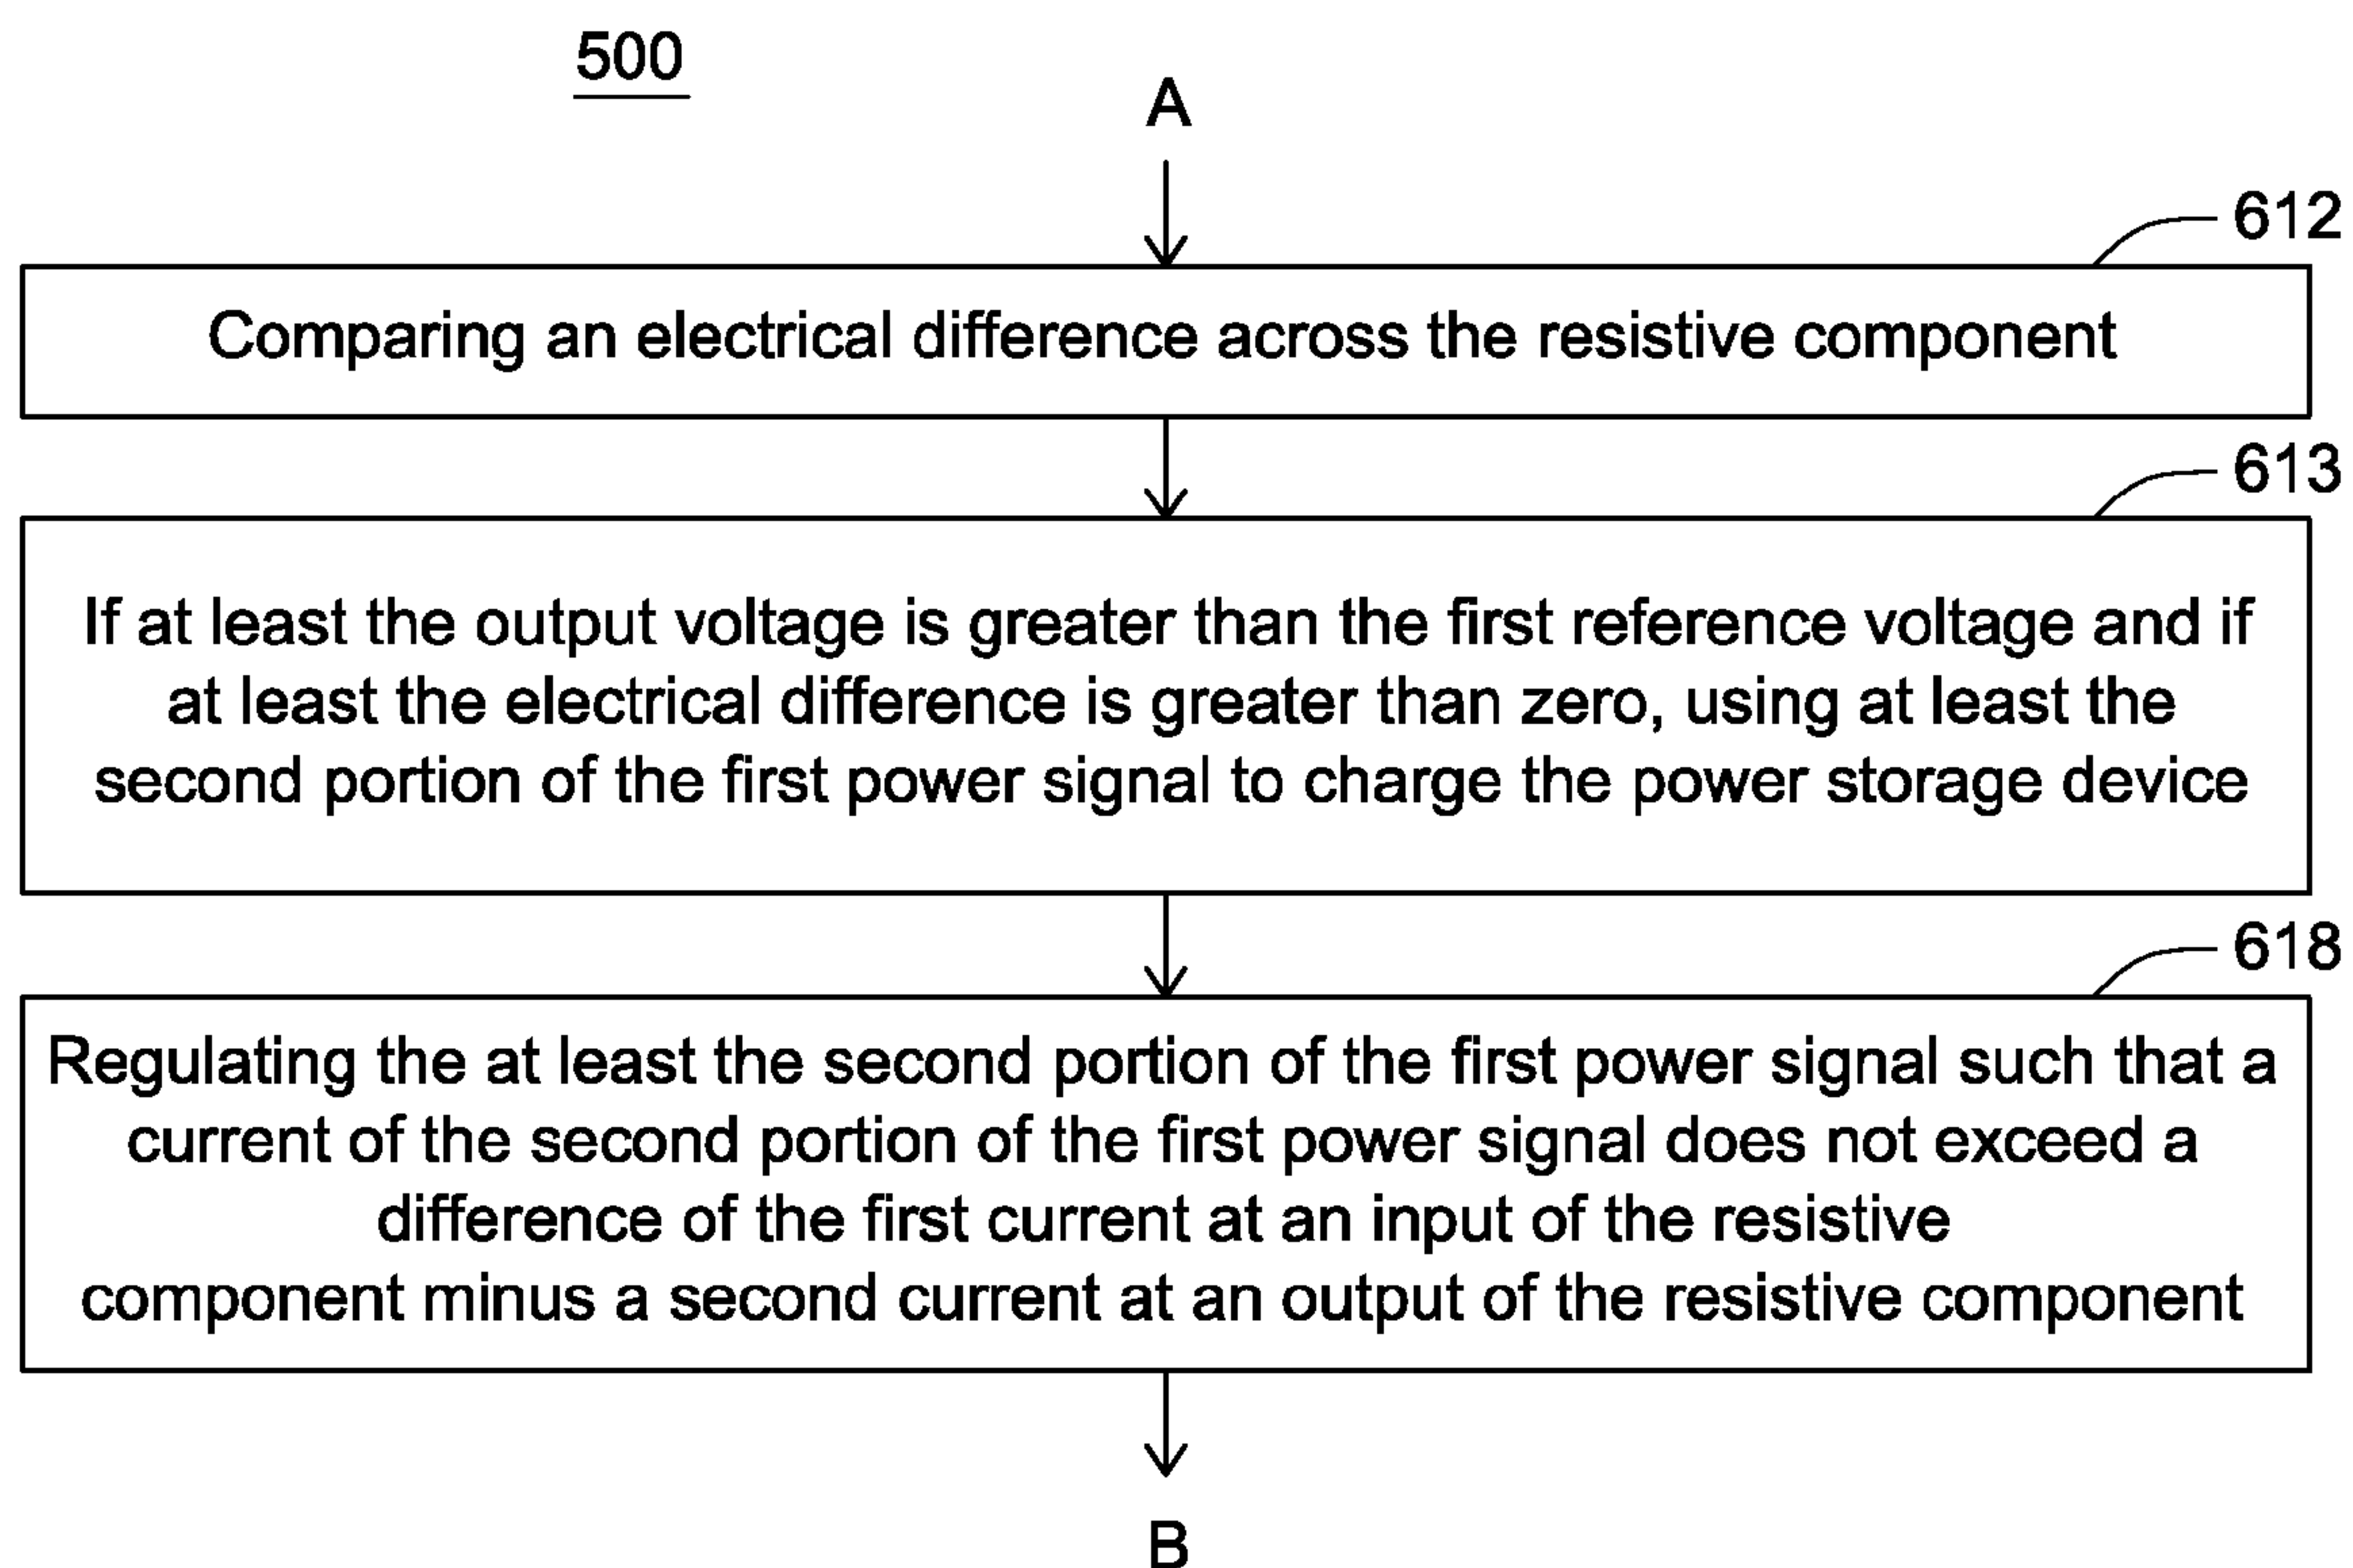 500
A
612
Comparing an electrical difference across the resistive component
613
If at least the output voltage is greater than the first reference voltage and if
at least the electrical difference is greater than zero, using at least the
second portion of the first power signal to charge the power storage device
618
Regulating the at least the second portion of the first power signal such that a
current of the second portion of the first power signal does not exceed a
difference of the first current at an input of the resistive
component minus a second current at an output of the resistive component
B